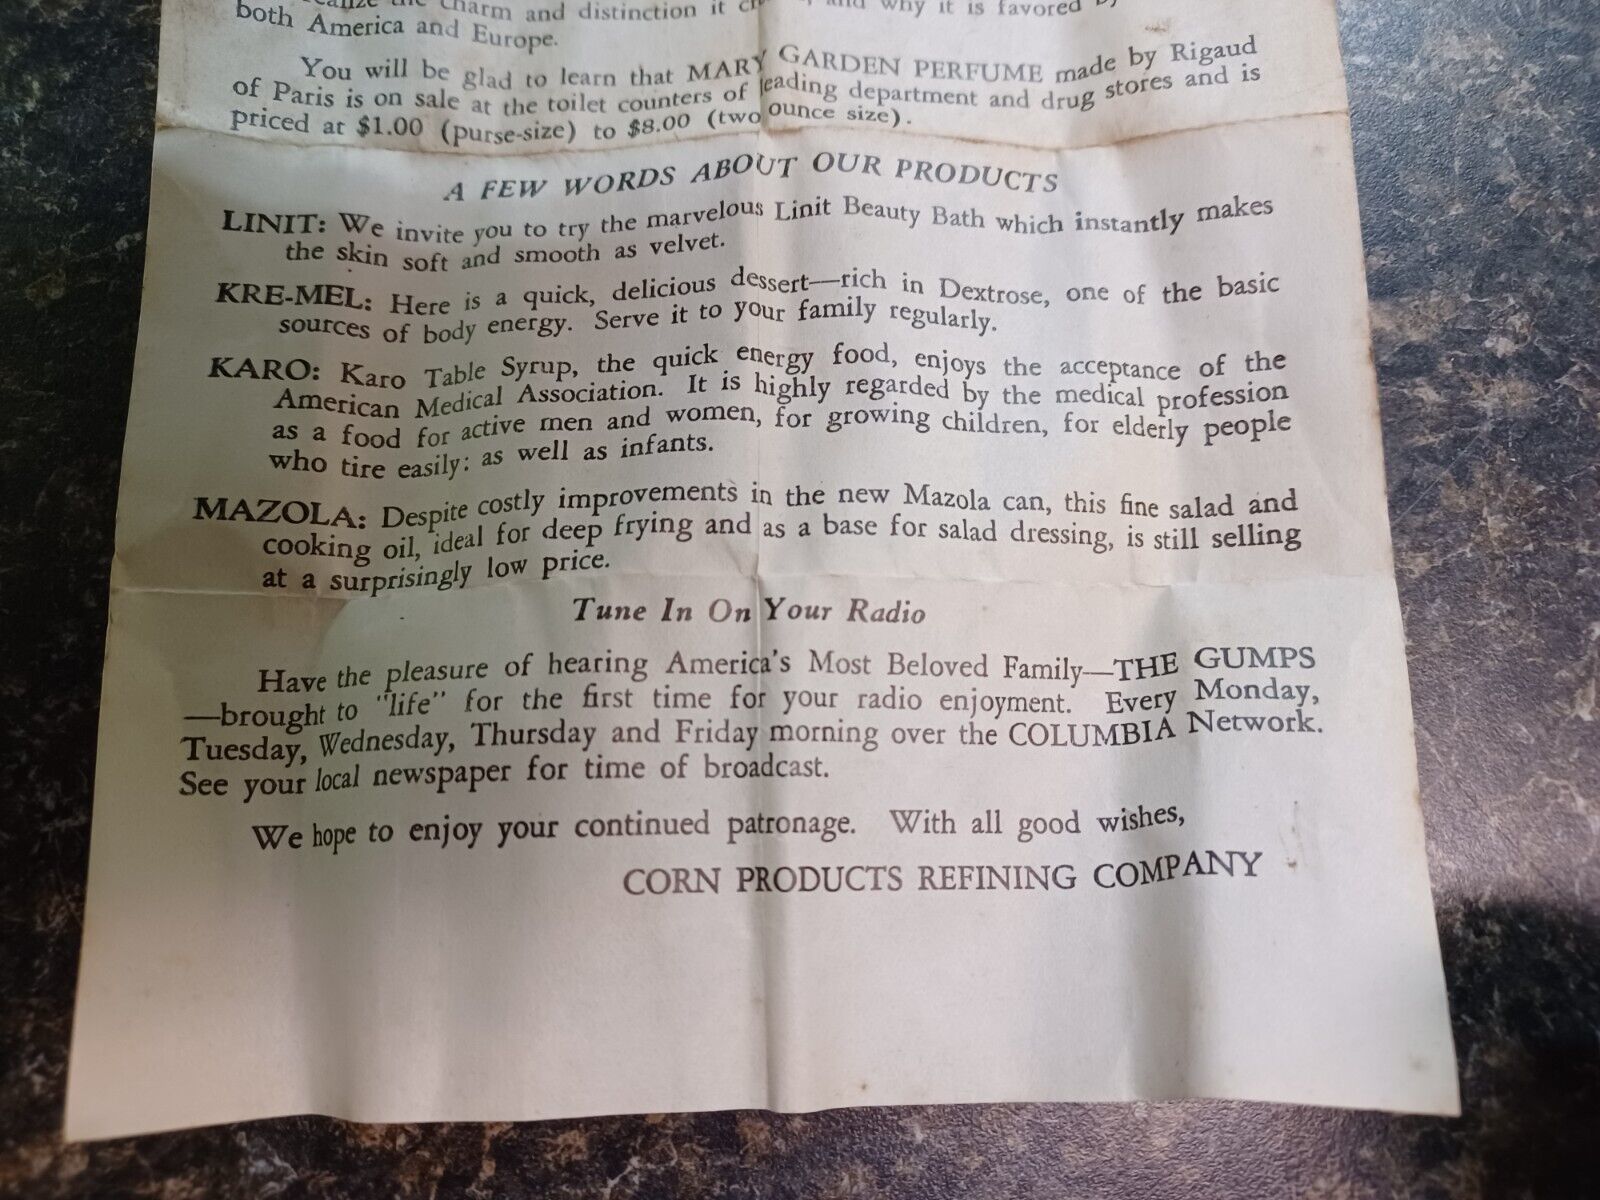 the charm and distinction it and why it is favored
both America and Europe.
You will be glad to learn that MARY GARDEN PERFUME made by Rigaud
of Paris is on sale at the toilet counters of leading department and drug stores and is
priced at $1.00 (purse-size) to $8.00 (two ounce size).
A FEW WORDS ABOUT OUR PRODUCTS
LINIT: We invite you to try the marvelous Linit Beauty Bath which instantly makes
the skin soft and smooth as velvet.
KRE-MEL: Here is a quick, delicious dessert—rich in Dextrose, one of the basic
sources of body energy. Serve it to your family regularly.
KARO: Karo Table Syrup, the quick energy food, enjoys the acceptance of the
American Medical Association. It is highly regarded by the medical profession
as a food for active men and women, for growing children, for elderly people
who tire easily: as well as infants.
MAZOLA: Despite costly improvements in the new Mazola can, this fine salad and
cooking oil, ideal for deep frying and as a base for salad dressing, is still selling
at a surprisingly low price.
Tune In On Your Radio
Have the pleasure of hearing America's Most Beloved Family—THE GUMPS
—brought to "life" for the first time for your radio enjoyment. Every Monday,
Tuesday, Wednesday, Thursday and Friday morning over the COLUMBIA Network.
See your local newspaper for time of broadcast.
We hope to enjoy your continued patronage. With all good wishes,
CORN PRODUCTS REFINING COMPANY